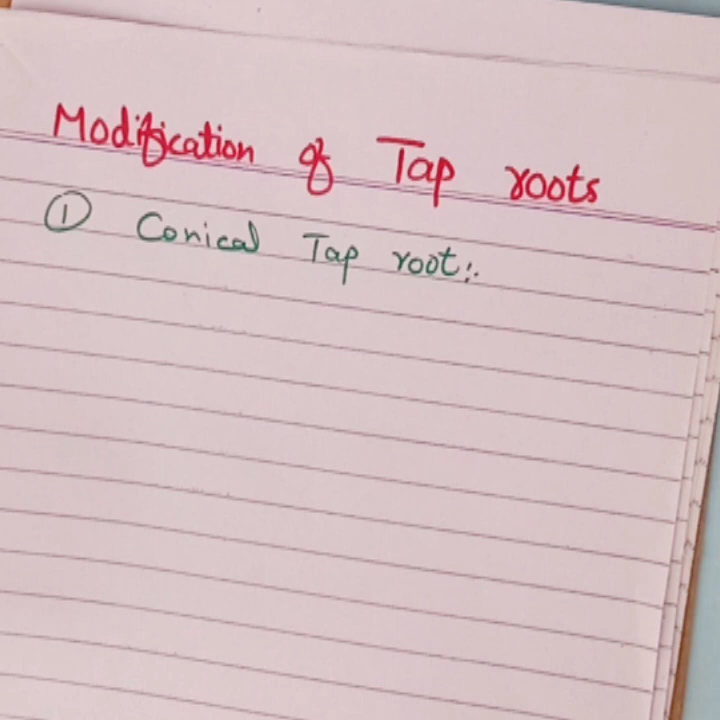 Modification of Tap roots
① Conical Tap root:.